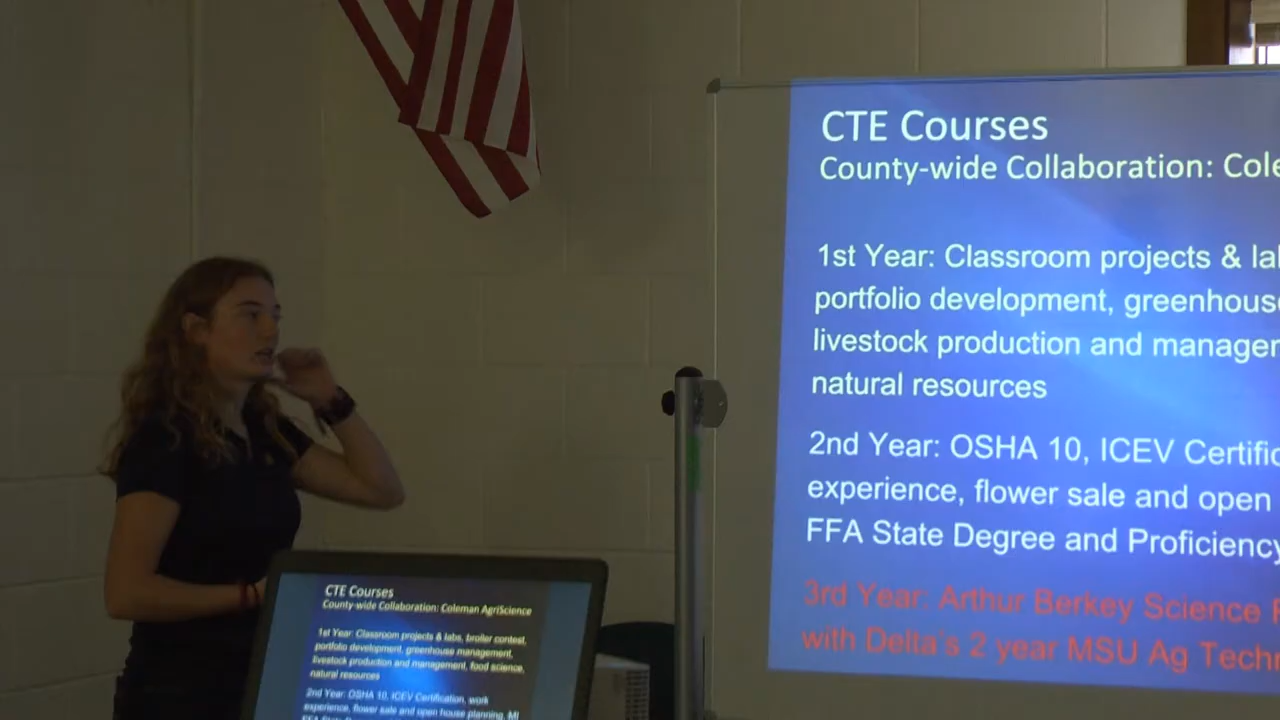 CTE Courses
County-wide Collaboration: Cole
1st Year: Classroom projects & la
portfolio development, greenhous
livestock production and manager
natural resources
2nd Year: OSHA 10, ICEV Certific
experience, flower sale and open
FFA State Degree and Proficiency
3rd Year: Arthur Berkey Science
with Delta's 2 year MSU Ag Tech
CTE Courses
County-wide Collaboration: Coleman AgriScience
1st Year: Classroom projects & labs, broiler contest,
portfolio development, greenhouse management,
livestock production and management, food science,
natural resources
2nd Year: OSHA 10, ICEV Certification, work
experience, flower sale and open house planning, MI
FFA State